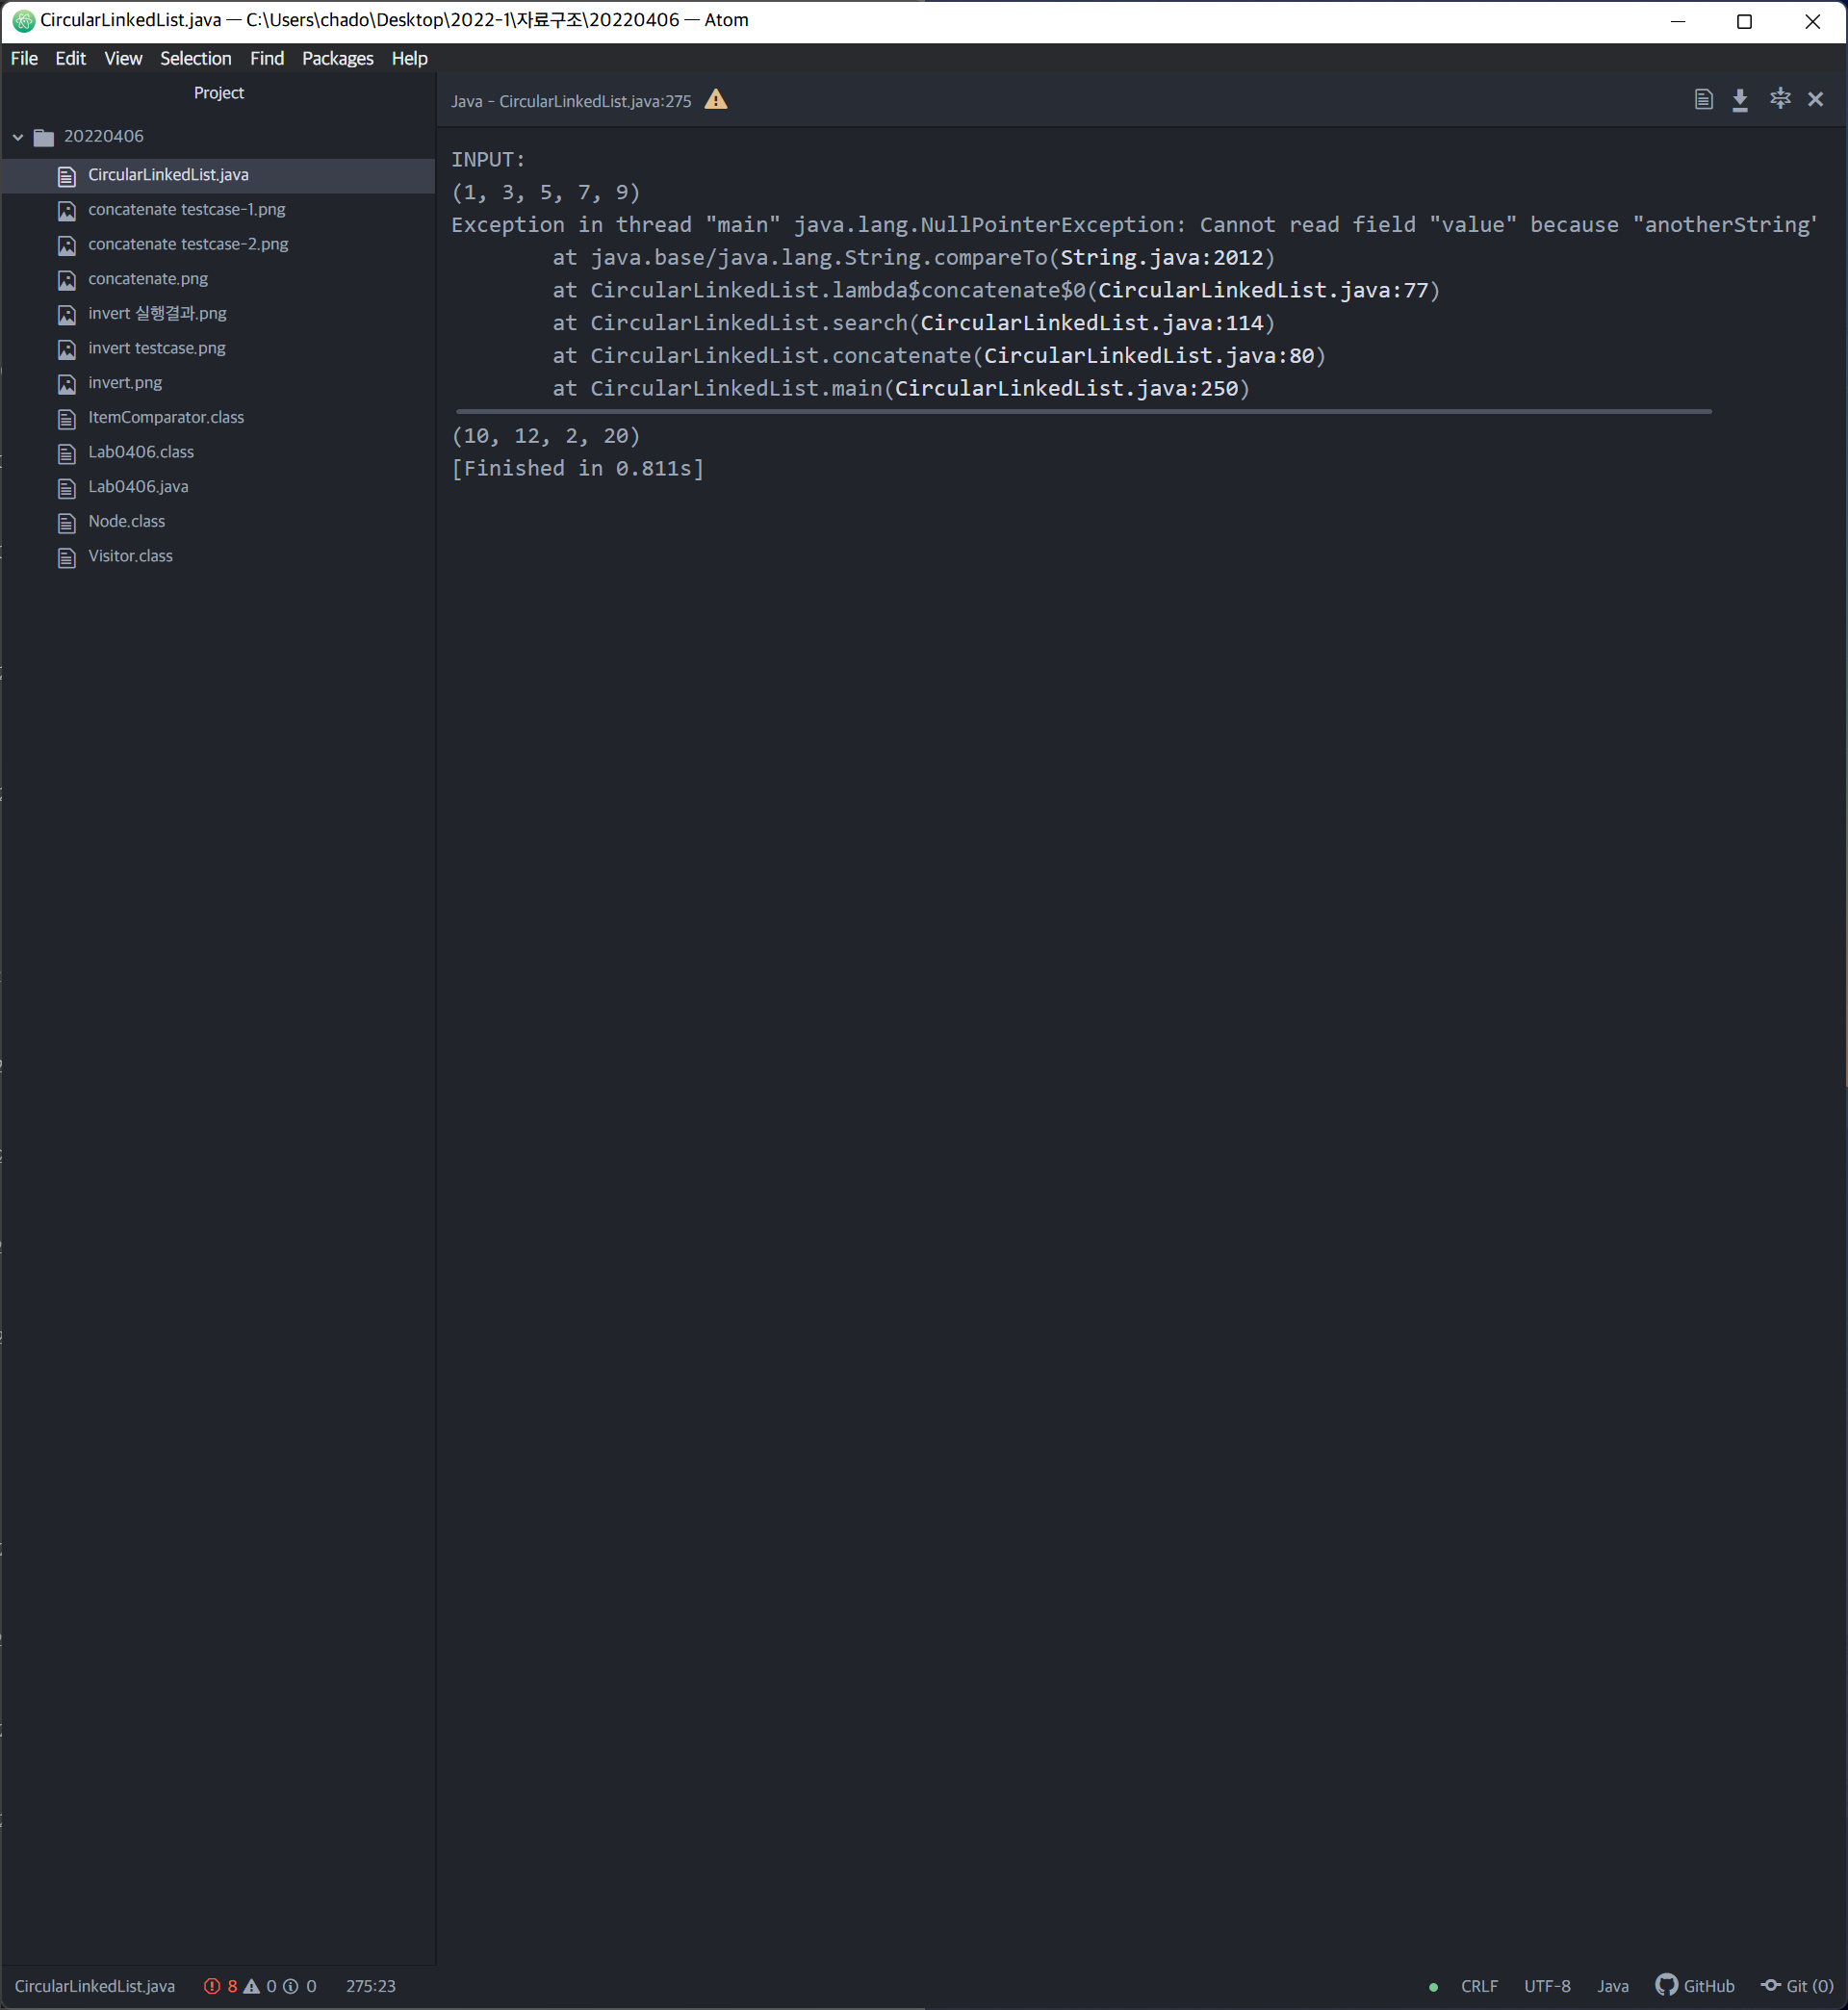 CircularLinkedList.java — C:\Users\chado\Desktop\2022-1\자료구조\20220406 — Atom
File Edit View Selection Find Packages Help
Project
20220406
CircularLinkedList.java
concatenate testcase-1.png
concatenate testcase-2.png
concatenate.png
invert 실행결과.png
invert testcase.png
invert.png
ItemComparator.class
Lab0406.class
Lab0406.java
Node.class
Visitor.class
Java - CircularLinkedList.java:275
INPUT:
(1, 3, 5, 7, 9)
Exception in thread "main" java.lang.NullPointerException: Cannot read field "value" because "anotherString"
at java.base/java.lang.String.compareTo(String.java:2012)
at CircularLinkedList.lambda$concatenate$0(CircularLinkedList.java:77)
at CircularLinkedList.search(CircularLinkedList.java:114)
at CircularLinkedList.concatenate(CircularLinkedList.java:80)
at CircularLinkedList.main(CircularLinkedList.java:250)
(10, 12, 2, 20)
[Finished in 0.811s]
CircularLinkedList.java 8 0 0 275:23 CRLF UTF-8 Java GitHub Git (0)